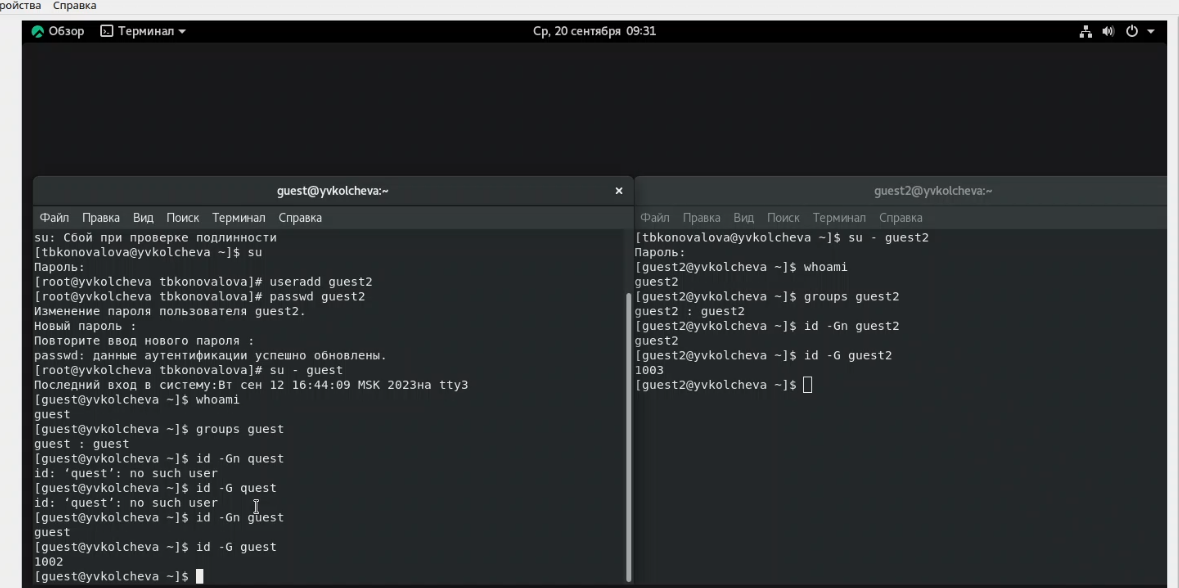 ройства Справка
Обзор Терминал Ср, 20 сентября 09:31
guest@yvkolcheva:~ ×
Файл Правка Вид Поиск Терминал Справка
su: Сбой при проверке подлинности
[tbkonovalova@yvkolcheva ~]$ su
Пароль:
[root@yvkolcheva tbkonovalova]# useradd guest2
[root@yvkolcheva tbkonovalova]# passwd guest2
Изменение пароля пользователя guest2.
Новый пароль :
Повторите ввод нового пароля :
passwd: данные аутентификации успешно обновлены.
[root@yvkolcheva tbkonovalova]# su - guest
Последний вход в систему:Вт сен 12 16:44:09 MSK 2023на tty3
[guest@yvkolcheva ~]$ whoami
guest
[guest@yvkolcheva ~]$ groups guest
guest : guest
[guest@yvkolcheva ~]$ id -Gn quest
id: ‘quest’: no such user
[guest@yvkolcheva ~]$ id -G quest
id: ‘quest’: no such user
[guest@yvkolcheva ~]$ id -Gn guest
guest
[guest@yvkolcheva ~]$ id -G guest
1002
[guest@yvkolcheva ~]$
guest2@yvkolcheva:~
Файл Правка Вид Поиск Терминал Справка
[tbkonovalova@yvkolcheva ~]$ su - guest2
Пароль:
[guest2@yvkolcheva ~]$ whoami
guest2
[guest2@yvkolcheva ~]$ groups guest2
guest2 : guest2
[guest2@yvkolcheva ~]$ id -Gn guest2
guest2
[guest2@yvkolcheva ~]$ id -G guest2
1003
[guest2@yvkolcheva ~]$